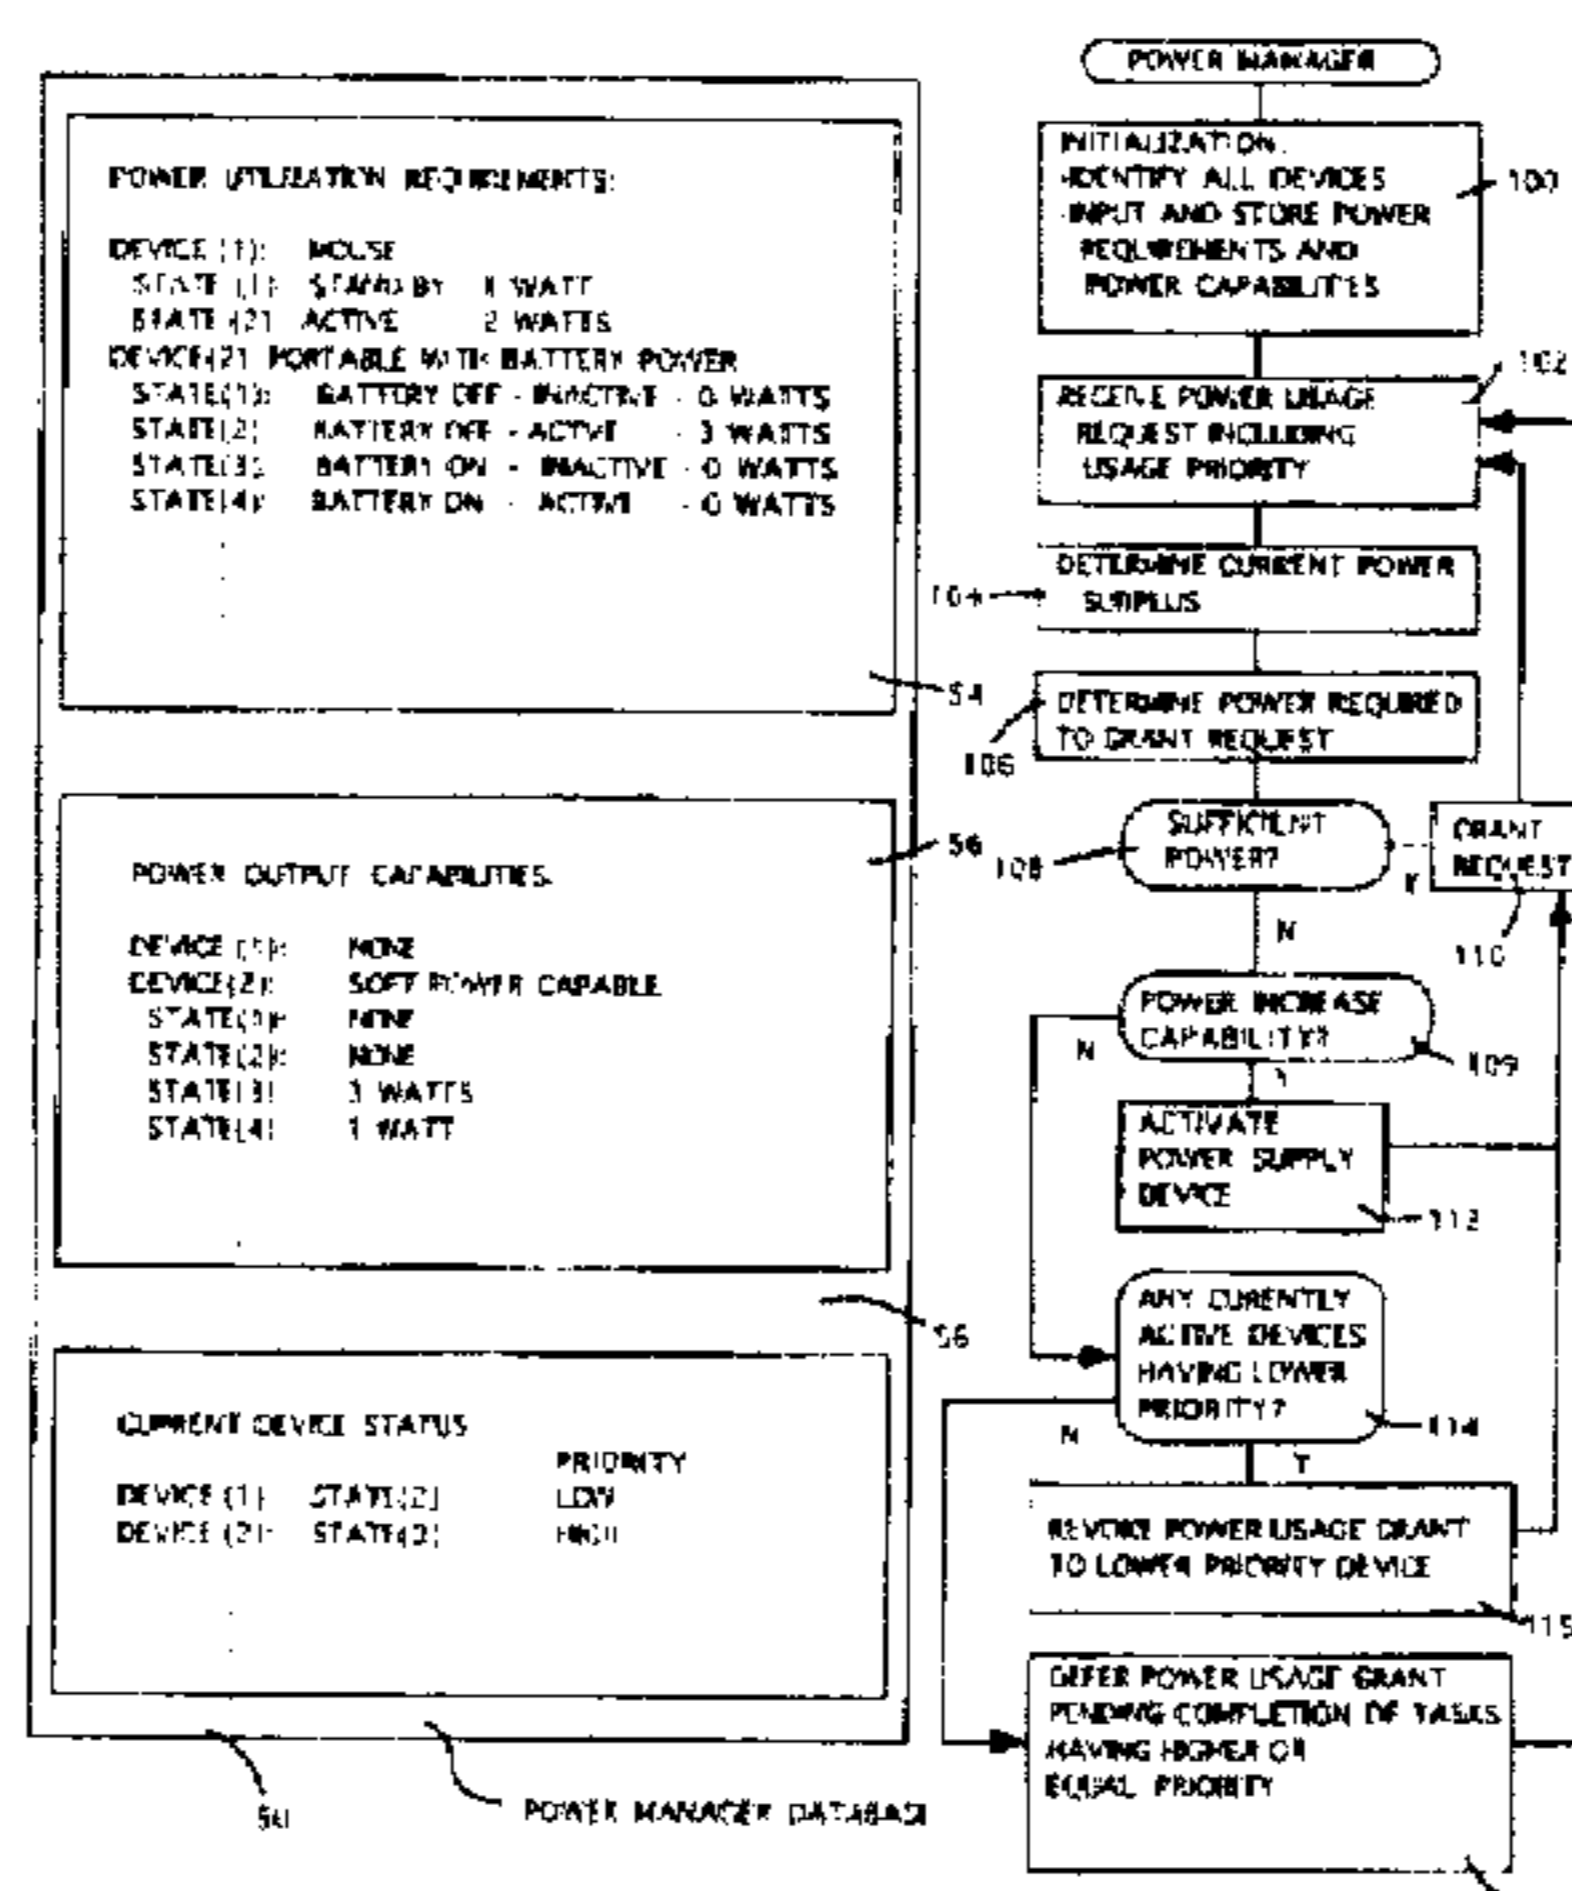 POWER UTILIZATION REQUIREMENTS:
DEVICE (1): MOUSE
STATE (1): STAND BY 1 WATT
STATE (2) ACTIVE 2 WATTS
DEVICE(2) PORTABLE WITH BATTERY POWER
STATE(1): BATTERY OFF - INACTIVE - 0 WATTS
STATE(2) BATTERY OFF - ACTIVE - 3 WATTS
STATE(3): BATTERY ON - INACTIVE - 0 WATTS
STATE(4): BATTERY ON - ACTIVE - 0 WATTS
54
POWER OUTPUT CAPABILITIES
56
DEVICE (1): NONE
DEVICE(2): SOFT POWER CAPABLE
STATE(1): NONE
STATE(2): NONE
STATE(3) 3 WATTS
STATE(4) 1 WATT
CURRENT DEVICE STATUS
PRIORITY
DEVICE (1) STATE(2) LOW
DEVICE (2): HIGH
POWER MANAGER DATABASE
POWER MANAGER
INITIALIZATION
-IDENTIFY ALL DEVICES
-INPUT AND STORE POWER
REQUIREMENTS AND
POWER CAPABILITIES
100
RECEIVE POWER USAGE
REQUEST INCLUDING
USAGE PRIORITY
102
DETERMINE CURRENT POWER
SURPLUS
104
DETERMINE POWER REQUIRED
TO GRANT REQUEST
106
SUFFICIENT
POWER?
108
Y
GRANT
REQUEST
110
N
POWER INCREASE
CAPABILITY?
N
109
Y
ACTIVATE
POWER SUPPLY
DEVICE
112
ANY CURENTLY
ACTIVE DEVICES
HAVING LOWER
PRIORITY?
114
N
Y
REVOKE POWER USAGE GRANT
TO LOWER PRIORITY DEVICE
DEFER POWER USAGE GRANT
PENDING COMPLETION OF TASKS
HAVING HIGHER OR
EQUAL PRIORITY